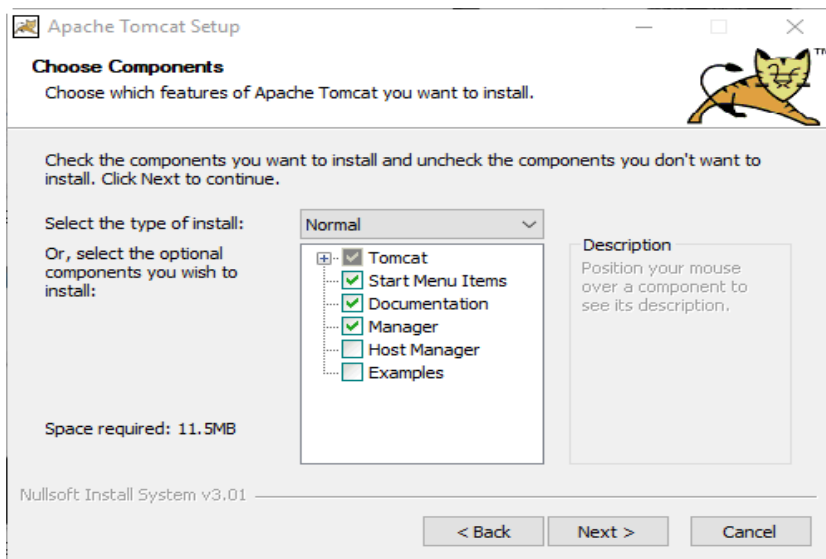 Apache Tomcat Setup
Choose Components
Choose which features of Apache Tomcat you want to install.
TM
Check the components you want to install and uncheck the components you don't want to
install. Click Next to continue.
Select the type of install:
Normal
Or, select the optional
components you wish to
install:
Tomcat
Start Menu Items
Documentation
Manager
Host Manager
Examples
Description
Position your mouse
over a component to
see its description.
Space required: 11.5MB
Nullsoft Install System v3.01
< Back
Next >
Cancel